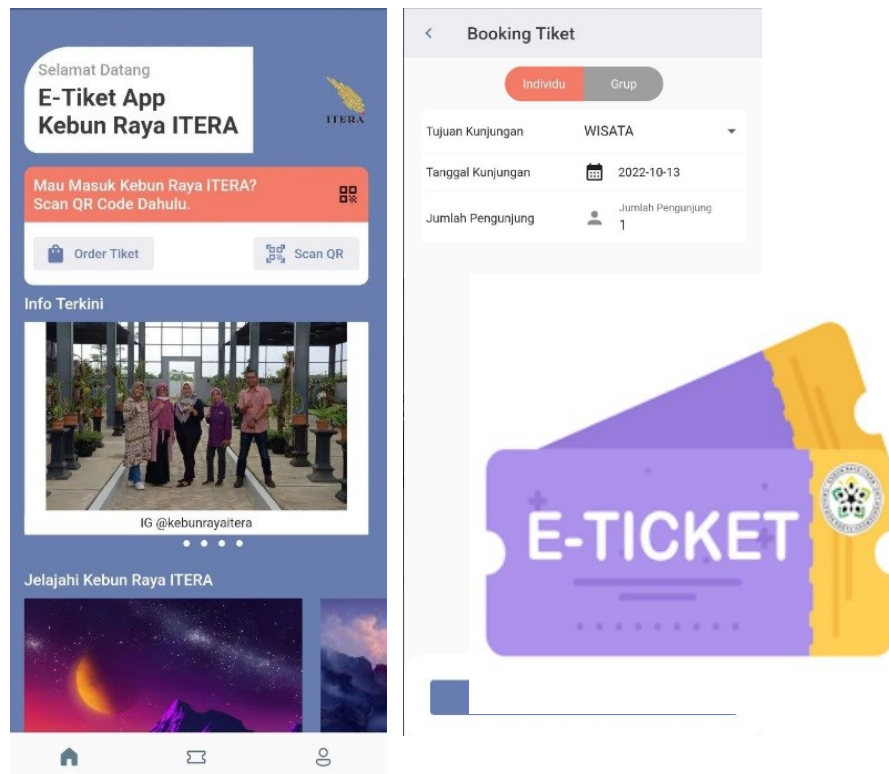 Selamat Datang
E-Tiket App
Kebun Raya ITERA
ITERA
Mau Masuk Kebun Raya ITERA?
Scan QR Code Dahulu.
Order Tiket
Scan QR
Info Terkini
IG @kebunrayaitera
Jelajahi Kebun Raya ITERA
Booking Tiket
Individu
Grup
Tujuan Kunjungan
WISATA
Tanggal Kunjungan
2022-10-13
Jumlah Pengunjung
Jumlah Pengunjung
1
E-TICKET